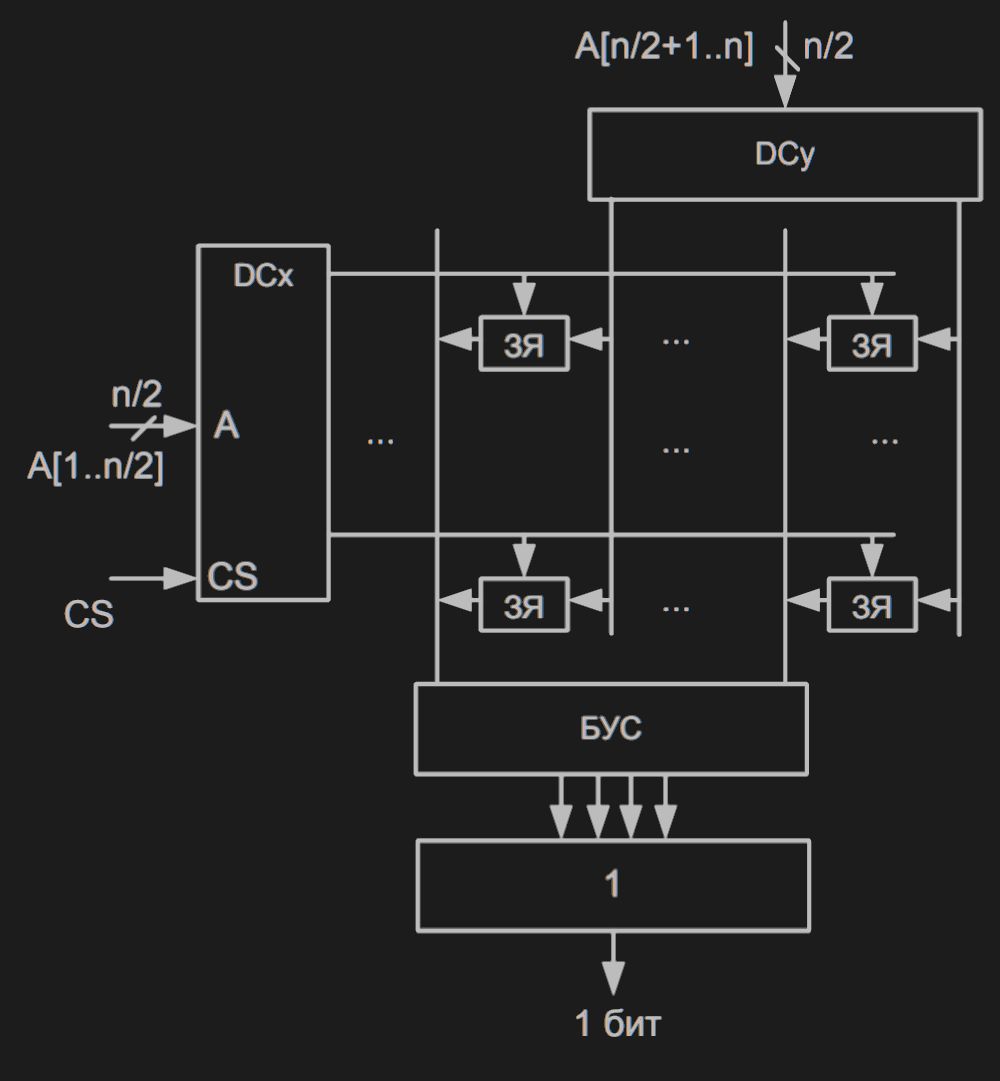 A[n/2+1..n] n/2
DCy
DCx
ЗЯ ... ЗЯ
n/2
A
A[1..n/2]
... ... ...
CS
CS
ЗЯ ... ЗЯ
БУС
1
1 бит